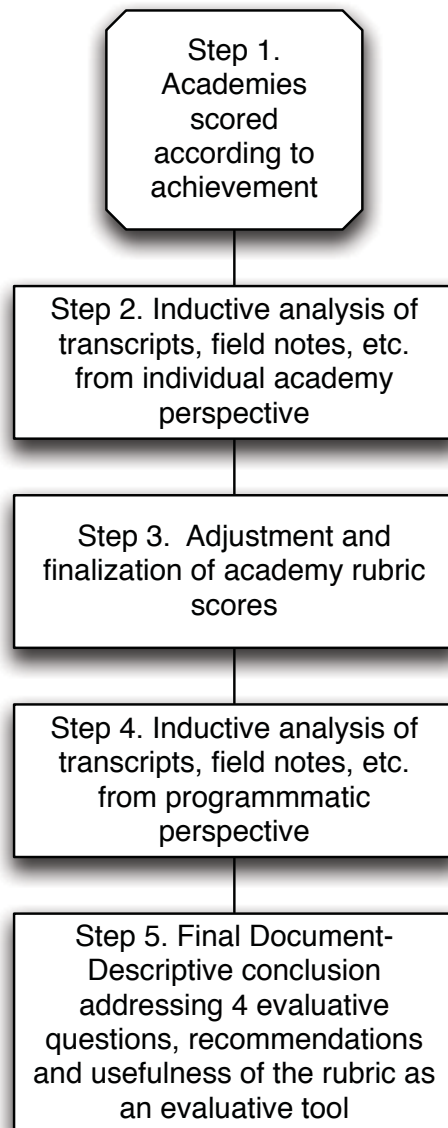 Step 1.
Academies
scored
according to
achievement
Step 2. Inductive analysis of
transcripts, field notes, etc.
from individual academy
perspective
Step 3.  Adjustment and
finalization of academy rubric
scores
Step 4. Inductive analysis of
transcripts, field notes, etc.
from programmmatic
perspective
Step 5. Final Document-
Descriptive conclusion
addressing 4 evaluative
questions, recommendations
and usefulness of the rubric as
an evaluative tool